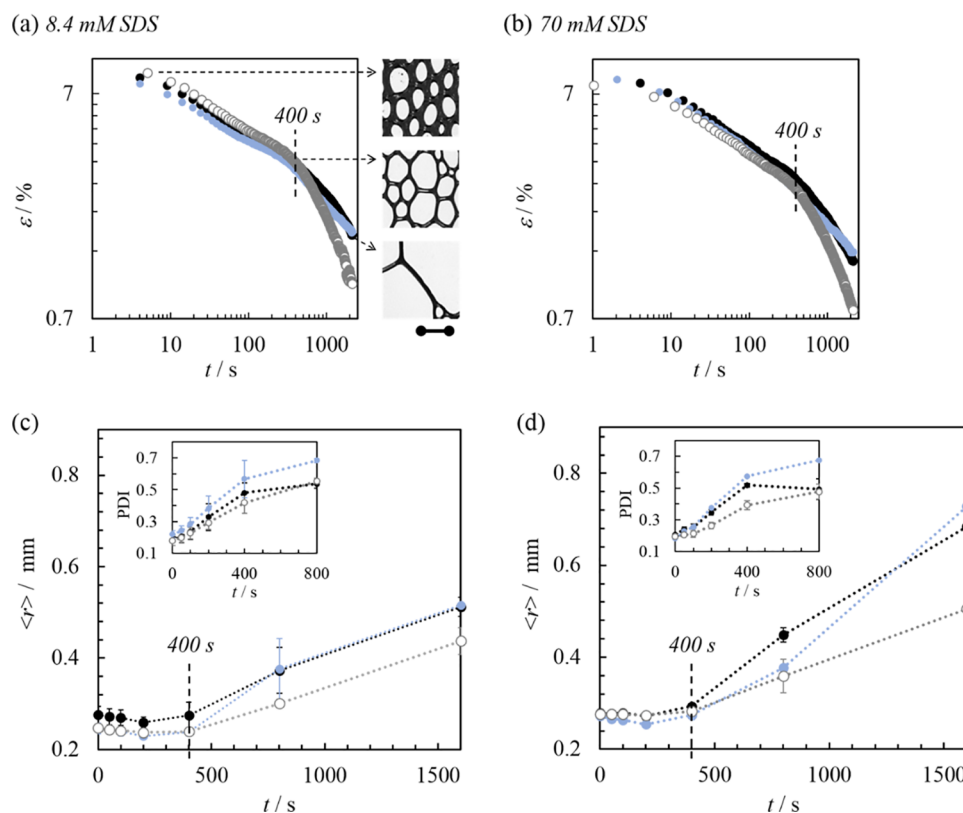 (a) 8.4 mM SDS
(b) 70 mM SDS
7
400 s
ε / %
0.7
1
10
100
1000
t / s
7
400 s
ε / %
0.7
1
10
100
1000
t / s
(c)
0.8
0.6
0.4
0.2
<r> / mm
0.7
0.5
0.3
0.1
PDI
0
400
800
t / s
400 s
0
500
1000
1500
t / s
(d)
0.8
0.6
0.4
0.2
<r> / mm
0.7
0.5
0.3
0.1
PDI
0
400
800
t / s
400 s
0
500
1000
1500
t / s